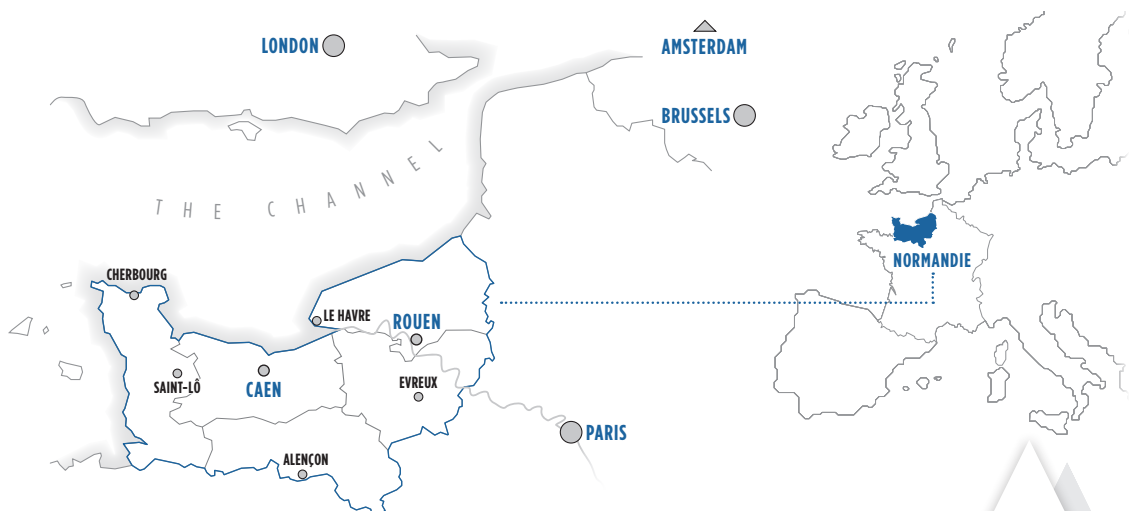 LONDON
AMSTERDAM
BRUSSELS
THE CHANNEL
NORMANDIE
CHERBOURG
LE HAVRE
ROUEN
SAINT-LÔ
CAEN
EVREUX
PARIS
ALENÇON